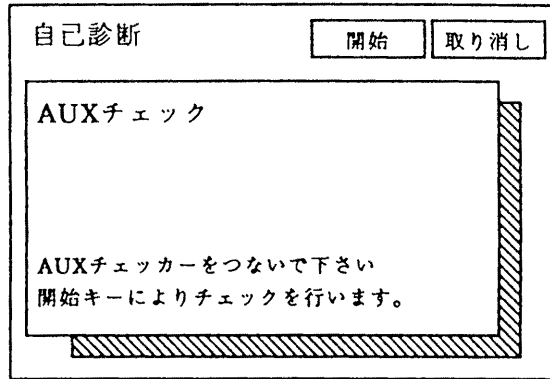 自己診断
開始
取り消し
AUXチェック
AUXチェッカーをつないで下さい
開始キーによりチェックを行います。